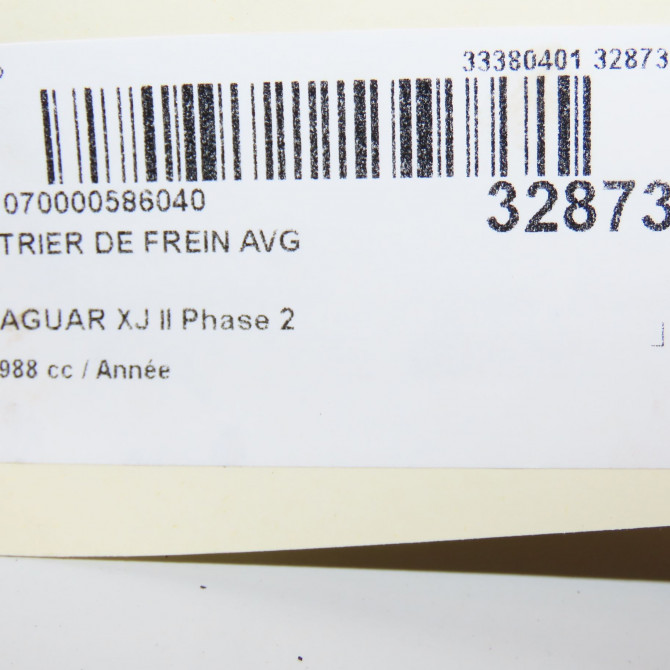 33380401 32873
070000586040
32873
TRIER DE FREIN AVG
AGUAR XJ II Phase 2
988 cc / Année